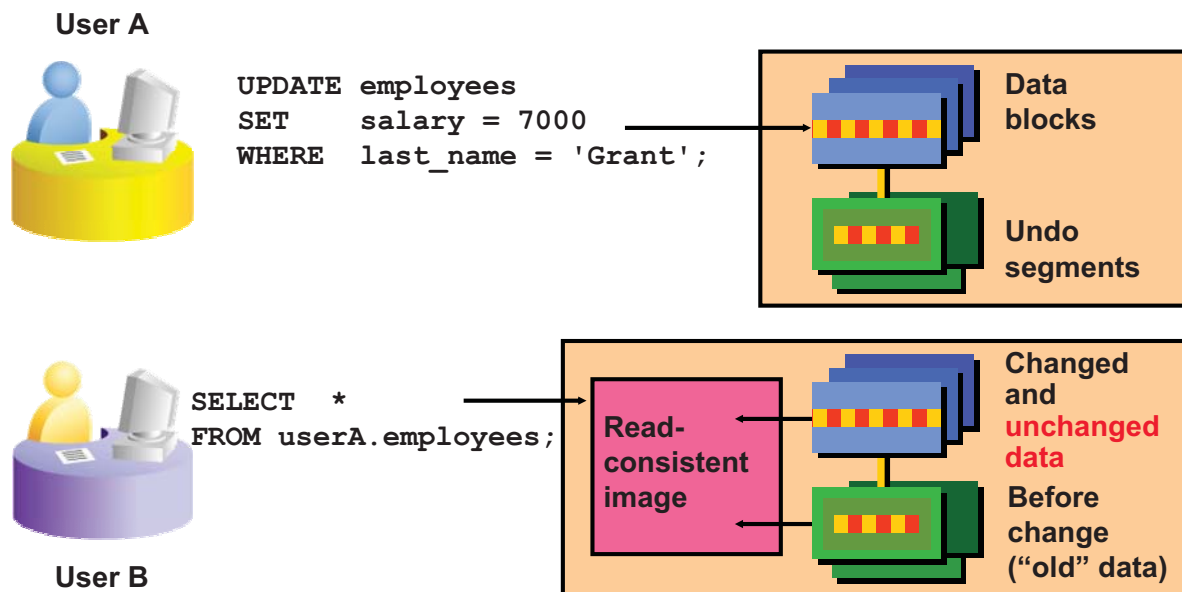 User A
UPDATE employees
SET salary = 7000
WHERE last_name = 'Grant';
Data
blocks
Undo
segments
SELECT *
FROM userA.employees;
Read-
consistent
image
Changed
and
unchanged
data
Before
change
(“old” data)
User B